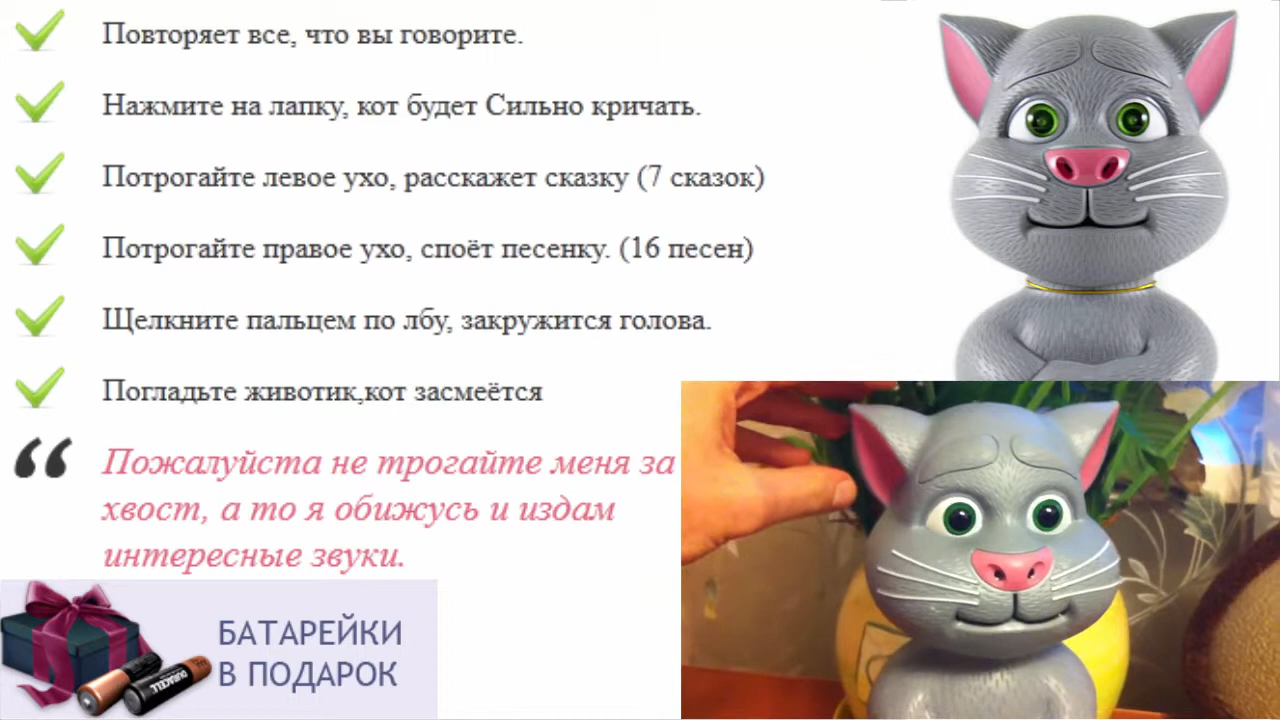 Повторяет все, что вы говорите.
Нажмите на лапку, кот будет Сильно кричать.
Потрогайте левое ухо, расскажет сказку (7 сказок)
Потрогайте правое ухо, споёт песенку. (16 песен)
Щелкните пальцем по лбу, закружится голова.
Погладьте животик,кот засмеётся
“ Пожалуйста не трогайте меня за
хвост, а то я обижусь и издам
интересные звуки.
БАТАРЕЙКИ
В ПОДАРОК
DURACELL